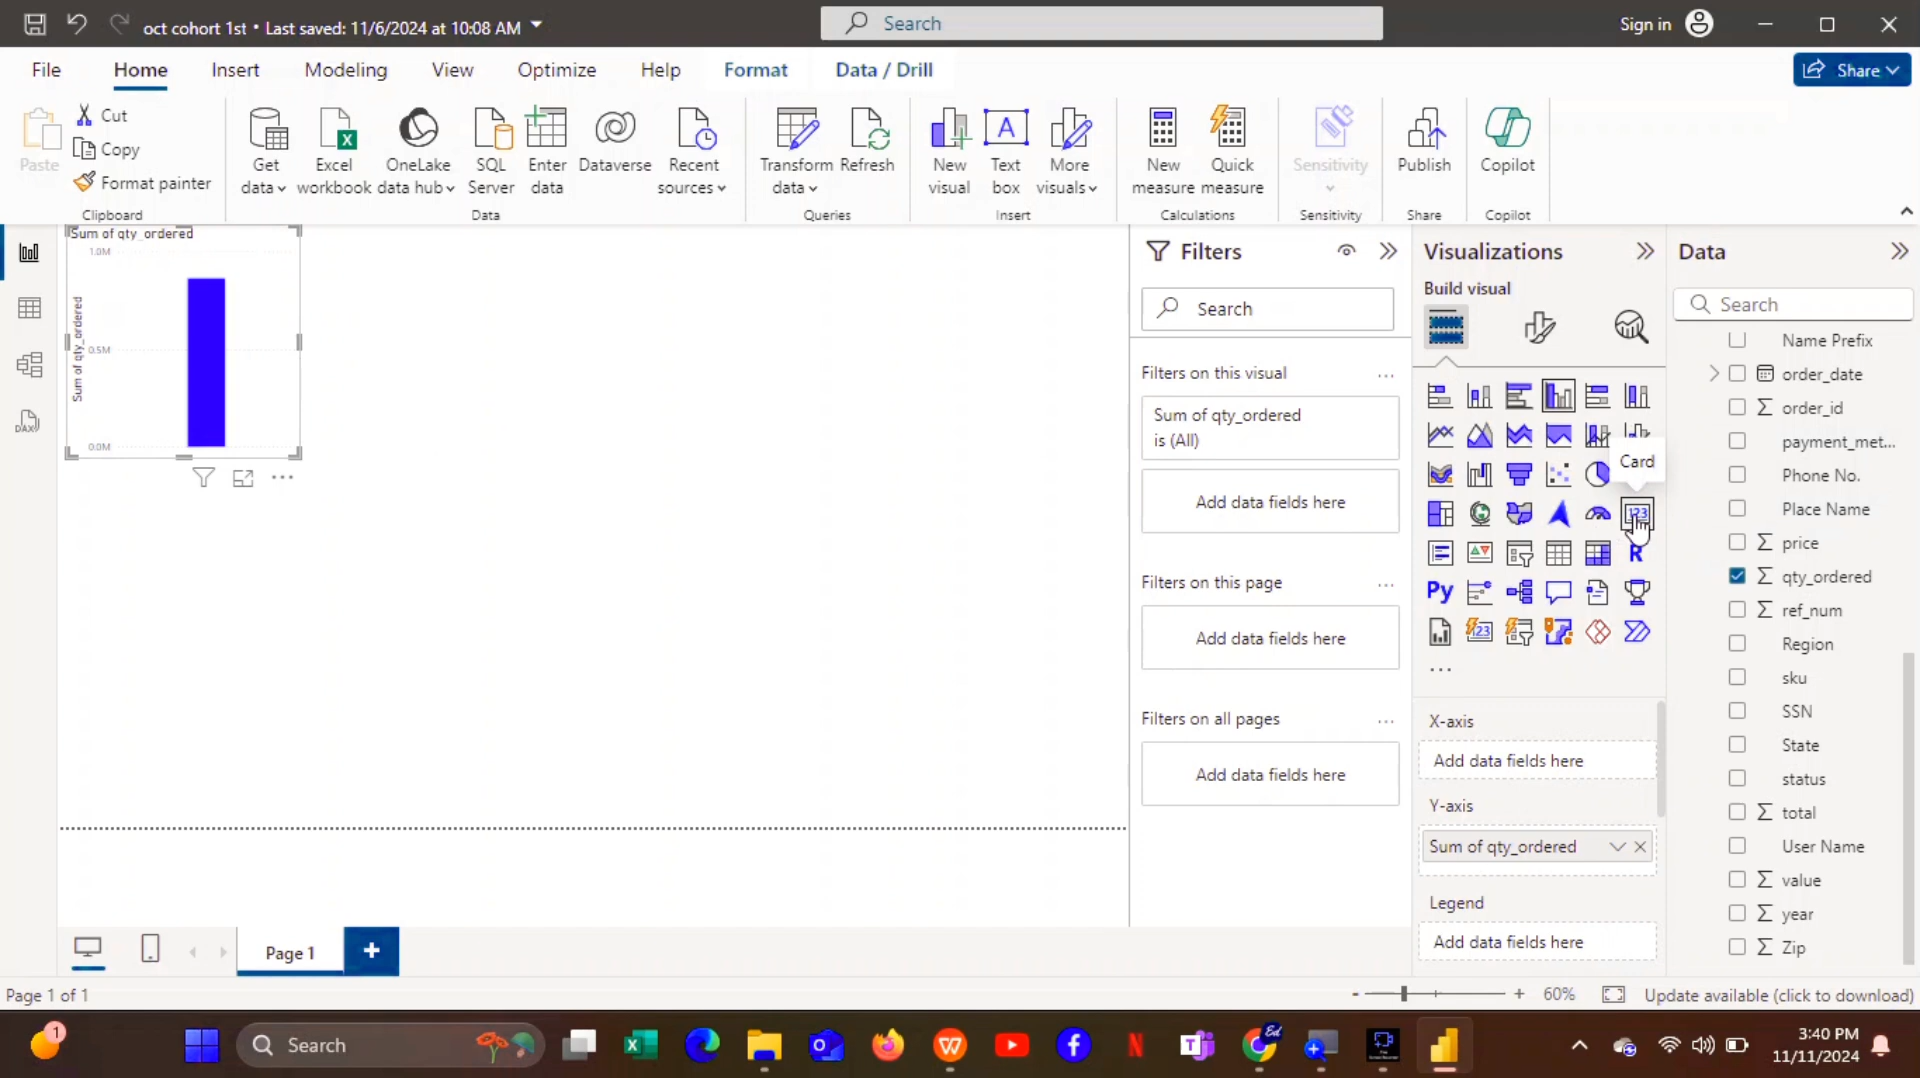 oct cohort 1st • Last saved: 11/6/2024 at 10:08 AM
Search
Sign in
File
Home
Insert
Modeling
View
Optimize
Help
Format
Data / Drill
Share
Paste
Cut
Copy
Format painter
Clipboard
Get data
Excel workbook
OneLake data hub
SQL Server
Enter data
Dataverse
Recent sources
Data
Transform data
Refresh
Queries
New visual
Text box
More visuals
Insert
New measure
Quick measure
Calculations
Sensitivity
Sensitivity
Publish
Share
Copilot
Copilot
DAX
Sum of qty_ordered
1.0M
0.5M
0.0M
Sum of qty_ordered
Filters
Search
Filters on this visual
Sum of qty_ordered
is (All)
Add data fields here
Filters on this page
Add data fields here
Filters on all pages
Add data fields here
Visualizations
Build visual
Card
123
R
Py
123
X-axis
Add data fields here
Y-axis
Sum of qty_ordered
Legend
Add data fields here
Data
Search
Name Prefix
order_date
order_id
payment_met...
Phone No.
Place Name
price
qty_ordered
ref_num
Region
sku
SSN
State
status
total
User Name
value
year
Zip
Page 1
Page 1 of 1
60%
Update available (click to download)
1
Search
Ed
3:40 PM
11/11/2024